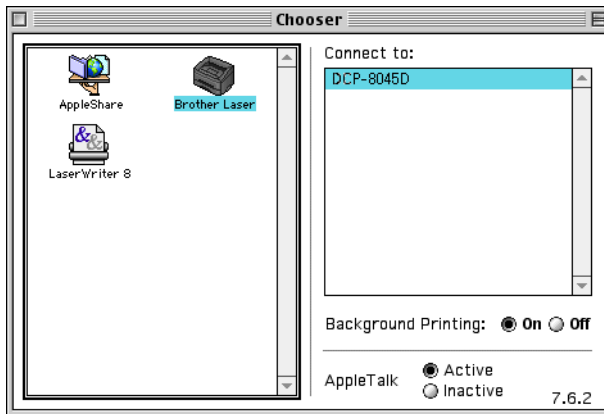 Chooser
AppleShare
Brother Laser
LaserWriter 8
Connect to:
DCP-8045D
Background Printing: On Off
AppleTalk Active
Inactive
7.6.2